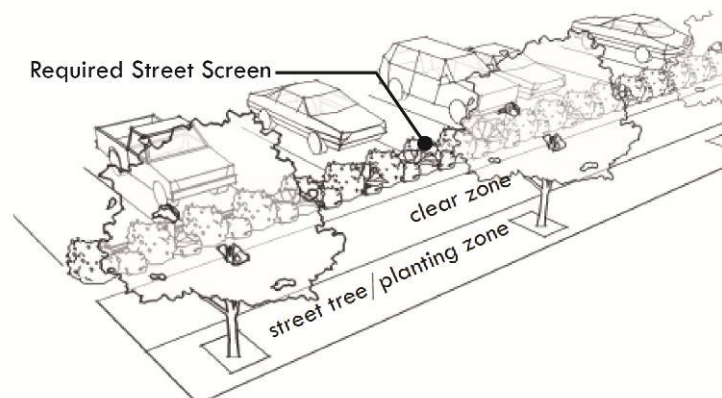 Required Street Screen
clear zone
street tree/planting zone